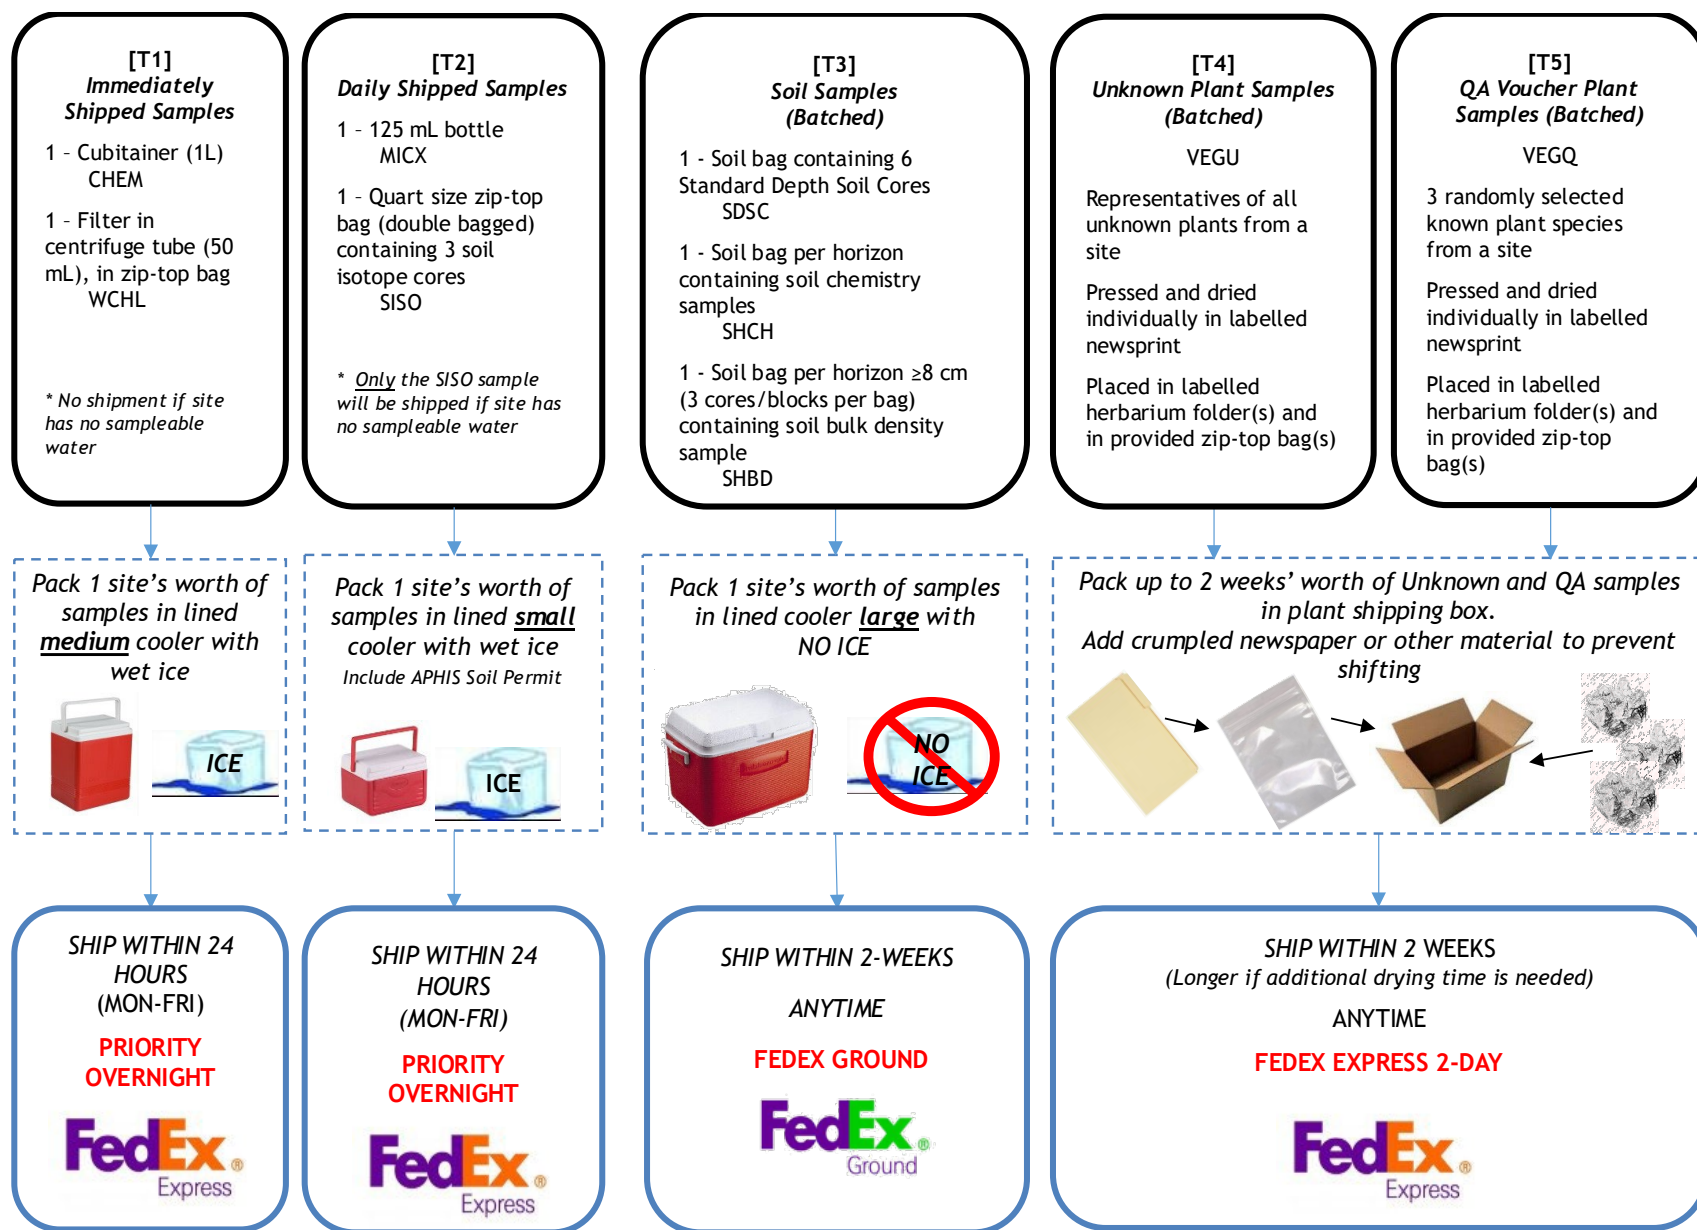 [T1]
Immediately
Shipped Samples
1 – Cubitainer (1L)
CHEM
1 – Filter in
centrifuge tube (50
mL), in zip-top bag
WCHL
* No shipment if site
has no sampleable
water
[T2]
Daily Shipped Samples
1 – 125 mL bottle
MICX
1 – Quart size zip-top
bag (double bagged)
containing 3 soil
isotope cores
SISO
* Only the SISO sample
will be shipped if site has
no sampleable water
[T3]
Soil Samples
(Batched)
1 - Soil bag containing 6
Standard Depth Soil Cores
SDSC
1 - Soil bag per horizon
containing soil chemistry
samples
SHCH
1 - Soil bag per horizon ≥8 cm
(3 cores/blocks per bag)
containing soil bulk density
sample
SHBD
[T4]
Unknown Plant Samples
(Batched)
VEGU
Representatives of all
unknown plants from a
site
Pressed and dried
individually in labelled
newsprint
Placed in labelled
herbarium folder(s) and
in provided zip-top bag(s)
[T5]
QA Voucher Plant
Samples (Batched)
VEGQ
3 randomly selected
known plant species
from a site
Pressed and dried
individually in labelled
newsprint
Placed in labelled
herbarium folder(s) and
in provided zip-top
bag(s)
Pack 1 site's worth of
samples in lined
medium cooler with
wet ice
ICE
Pack 1 site's worth of
samples in lined small
cooler with wet ice
Include APHIS Soil Permit
ICE
Pack 1 site's worth of samples
in lined cooler large with
NO ICE
NO
ICE
Pack up to 2 weeks' worth of Unknown and QA samples
in plant shipping box.
Add crumpled newspaper or other material to prevent
shifting
SHIP WITHIN 24
HOURS
(MON-FRI)
PRIORITY
OVERNIGHT
FedEx®
Express
SHIP WITHIN 24
HOURS
(MON-FRI)
PRIORITY
OVERNIGHT
FedEx®
Express
SHIP WITHIN 2-WEEKS
ANYTIME
FEDEX GROUND
FedEx®
Ground
SHIP WITHIN 2 WEEKS
(Longer if additional drying time is needed)
ANYTIME
FEDEX EXPRESS 2-DAY
FedEx®
Express